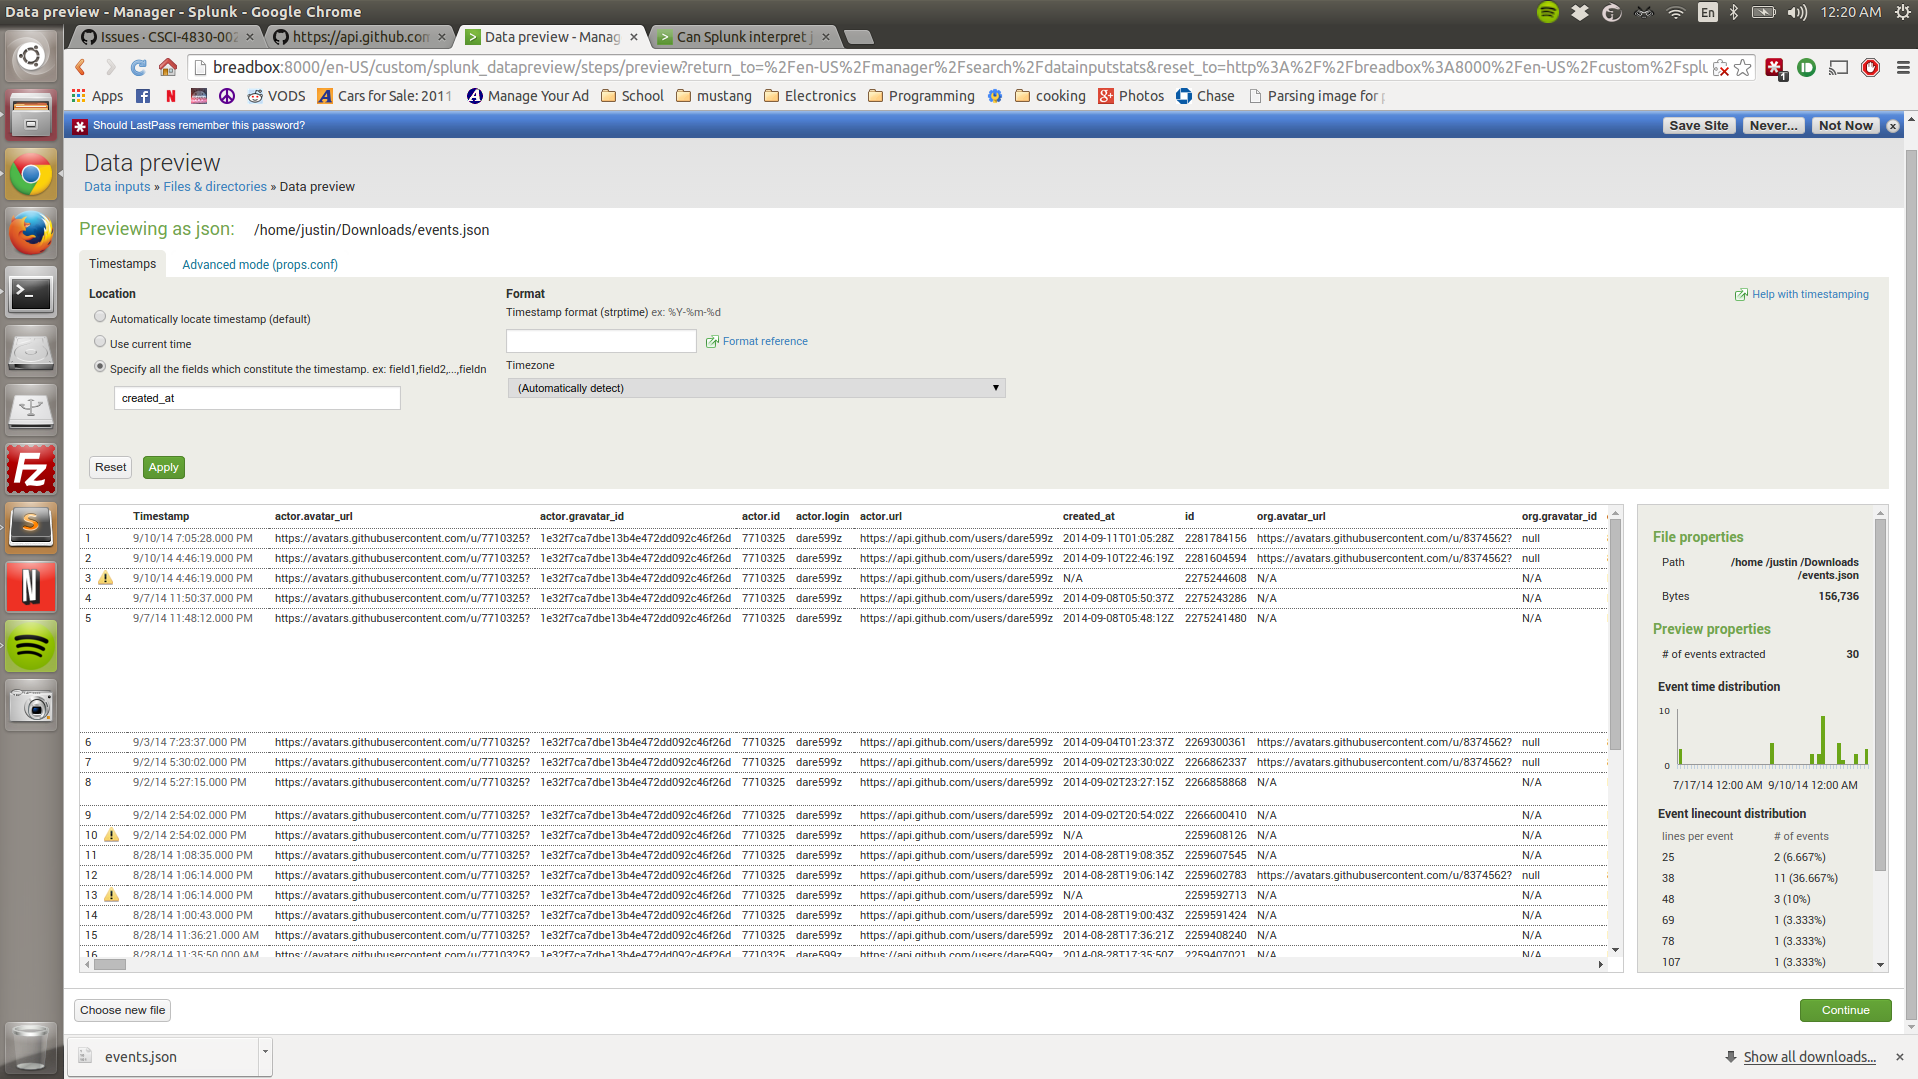 Data preview - Manager - Splunk - Google Chrome
En
12:20 AM
Issues · CSCI-4830-002 ×
https://api.github.com ×
Data preview - Manag ×
Can Splunk interpret j ×
breadbox:8000/en-US/custom/splunk_datapreview/steps/preview?return_to=%2Fen-US%2Fmanager%2Fsearch%2Fdatainputstats&reset_to=http%3A%2F%2Fbreadbox%3A8000%2Fen-US%2Fcustom%2Fsplu
Apps VODS Cars for Sale: 2011 Manage Your Ad School mustang Electronics Programming cooking Photos Chase Parsing image for
Should LastPass remember this password?
Save Site Never... Not Now
Data preview
Data inputs » Files & directories » Data preview
Previewing as json: /home/justin/Downloads/events.json
Timestamps Advanced mode (props.conf)
Location Format
Help with timestamping
Automatically locate timestamp (default)
Timestamp format (strptime) ex: %Y-%m-%d
Use current time
Format reference
Specify all the fields which constitute the timestamp. ex: field1,field2,...,fieldn
Timezone
created_at
(Automatically detect)
Reset Apply
Timestamp actor.avatar_url actor.gravatar_id actor.id actor.login actor.url created_at id org.avatar_url org.gravatar_id
1 9/10/14 7:05:28.000 PM https://avatars.githubusercontent.com/u/7710325? 1e32f7ca7dbe13b4e472dd092c46f26d 7710325 dare599z https://api.github.com/users/dare599z 2014-09-11T01:05:28Z 2281784156 https://avatars.githubusercontent.com/u/8374562? null
2 9/10/14 4:46:19.000 PM https://avatars.githubusercontent.com/u/7710325? 1e32f7ca7dbe13b4e472dd092c46f26d 7710325 dare599z https://api.github.com/users/dare599z 2014-09-10T22:46:19Z 2281604594 https://avatars.githubusercontent.com/u/8374562? null
3 9/10/14 4:46:19.000 PM https://avatars.githubusercontent.com/u/7710325? 1e32f7ca7dbe13b4e472dd092c46f26d 7710325 dare599z https://api.github.com/users/dare599z N/A 2275244608 N/A N/A
4 9/7/14 11:50:37.000 PM https://avatars.githubusercontent.com/u/7710325? 1e32f7ca7dbe13b4e472dd092c46f26d 7710325 dare599z https://api.github.com/users/dare599z 2014-09-08T05:50:37Z 2275243286 N/A N/A
5 9/7/14 11:48:12.000 PM https://avatars.githubusercontent.com/u/7710325? 1e32f7ca7dbe13b4e472dd092c46f26d 7710325 dare599z https://api.github.com/users/dare599z 2014-09-08T05:48:12Z 2275241480 N/A N/A
6 9/3/14 7:23:37.000 PM https://avatars.githubusercontent.com/u/7710325? 1e32f7ca7dbe13b4e472dd092c46f26d 7710325 dare599z https://api.github.com/users/dare599z 2014-09-04T01:23:37Z 2269300361 https://avatars.githubusercontent.com/u/8374562? null
7 9/2/14 5:30:02.000 PM https://avatars.githubusercontent.com/u/7710325? 1e32f7ca7dbe13b4e472dd092c46f26d 7710325 dare599z https://api.github.com/users/dare599z 2014-09-02T23:30:02Z 2266862337 https://avatars.githubusercontent.com/u/8374562? null
8 9/2/14 5:27:15.000 PM https://avatars.githubusercontent.com/u/7710325? 1e32f7ca7dbe13b4e472dd092c46f26d 7710325 dare599z https://api.github.com/users/dare599z 2014-09-02T23:27:15Z 2266858868 N/A N/A
9 9/2/14 2:54:02.000 PM https://avatars.githubusercontent.com/u/7710325? 1e32f7ca7dbe13b4e472dd092c46f26d 7710325 dare599z https://api.github.com/users/dare599z 2014-09-02T20:54:02Z 2266600410 N/A N/A
10 9/2/14 2:54:02.000 PM https://avatars.githubusercontent.com/u/7710325? 1e32f7ca7dbe13b4e472dd092c46f26d 7710325 dare599z https://api.github.com/users/dare599z N/A 2259608126 N/A N/A
11 8/28/14 1:08:35.000 PM https://avatars.githubusercontent.com/u/7710325? 1e32f7ca7dbe13b4e472dd092c46f26d 7710325 dare599z https://api.github.com/users/dare599z 2014-08-28T19:08:35Z 2259607545 N/A N/A
12 8/28/14 1:06:14.000 PM https://avatars.githubusercontent.com/u/7710325? 1e32f7ca7dbe13b4e472dd092c46f26d 7710325 dare599z https://api.github.com/users/dare599z 2014-08-28T19:06:14Z 2259602783 https://avatars.githubusercontent.com/u/8374562? null
13 8/28/14 1:06:14.000 PM https://avatars.githubusercontent.com/u/7710325? 1e32f7ca7dbe13b4e472dd092c46f26d 7710325 dare599z https://api.github.com/users/dare599z N/A 2259592713 N/A N/A
14 8/28/14 1:00:43.000 PM https://avatars.githubusercontent.com/u/7710325? 1e32f7ca7dbe13b4e472dd092c46f26d 7710325 dare599z https://api.github.com/users/dare599z 2014-08-28T19:00:43Z 2259591424 N/A N/A
15 8/28/14 11:36:21.000 AM https://avatars.githubusercontent.com/u/7710325? 1e32f7ca7dbe13b4e472dd092c46f26d 7710325 dare599z https://api.github.com/users/dare599z 2014-08-28T17:36:21Z 2259408240 N/A N/A
16 8/28/14 11:35:50.000 AM https://avatars.githubusercontent.com/u/7710325? 1e32f7ca7dbe13b4e472dd092c46f26d 7710325 dare599z https://api.github.com/users/dare599z 2014-08-28T17:35:50Z 2259407021 N/A N/A
File properties
Path /home /justin /Downloads
/events.json
Bytes 156,736
Preview properties
# of events extracted 30
Event time distribution
10
0
7/17/14 12:00 AM 9/10/14 12:00 AM
Event linecount distribution
lines per event # of events
25 2 (6.667%)
38 11 (36.667%)
48 3 (10%)
69 1 (3.333%)
78 1 (3.333%)
107 1 (3.333%)
Choose new file
Continue
events.json
Show all downloads... ×